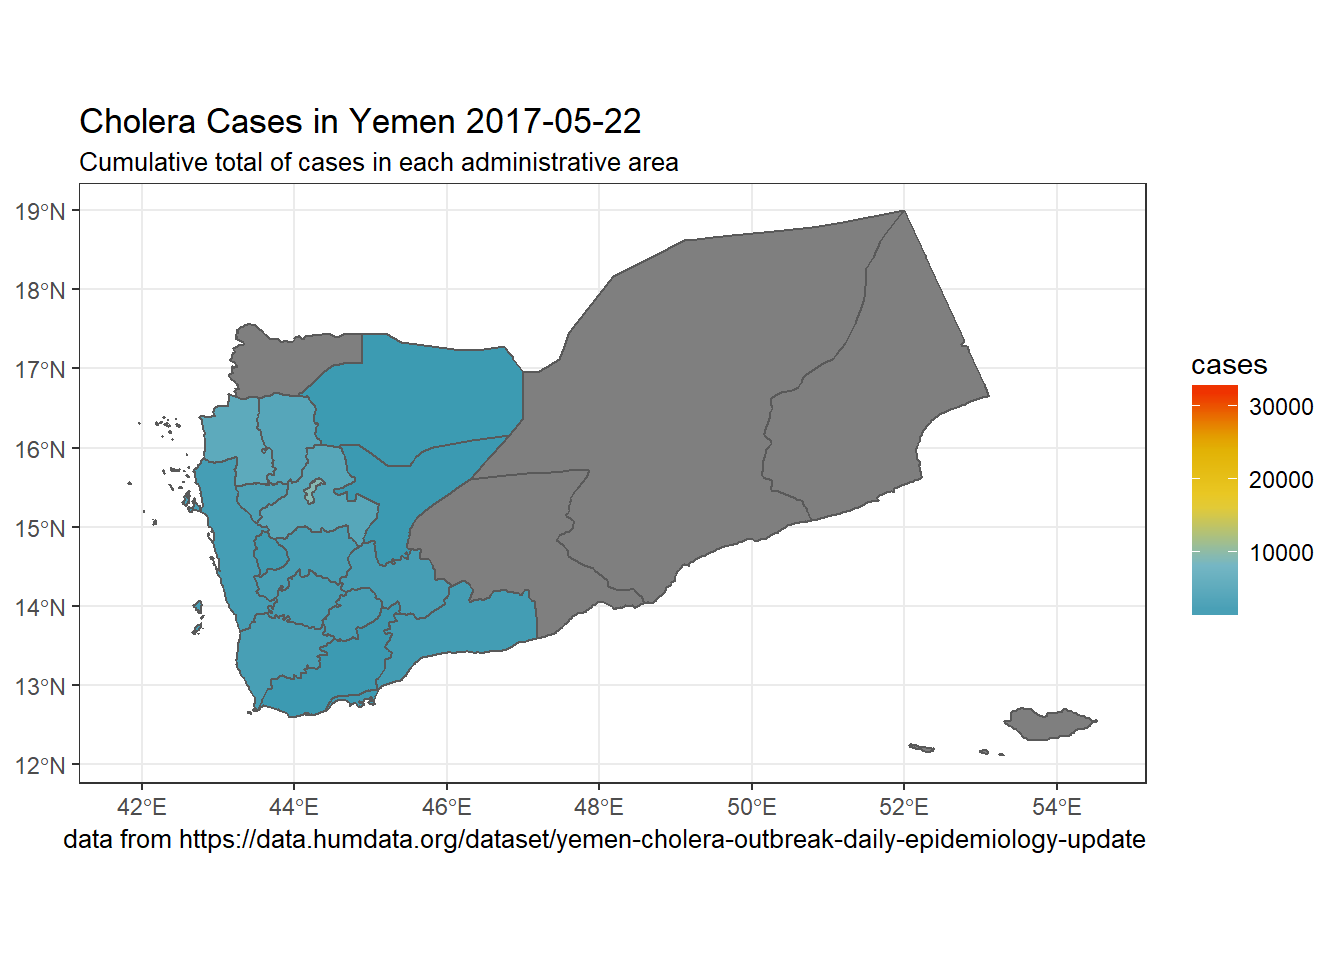 Cholera Cases in Yemen 2017-05-22
Cumulative total of cases in each administrative area
19°N
18°N
17°N
16°N
15°N
14°N
13°N
12°N
42°E 44°E 46°E 48°E 50°E 52°E 54°E
cases
30000
20000
10000
data from https://data.humdata.org/dataset/yemen-cholera-outbreak-daily-epidemiology-update